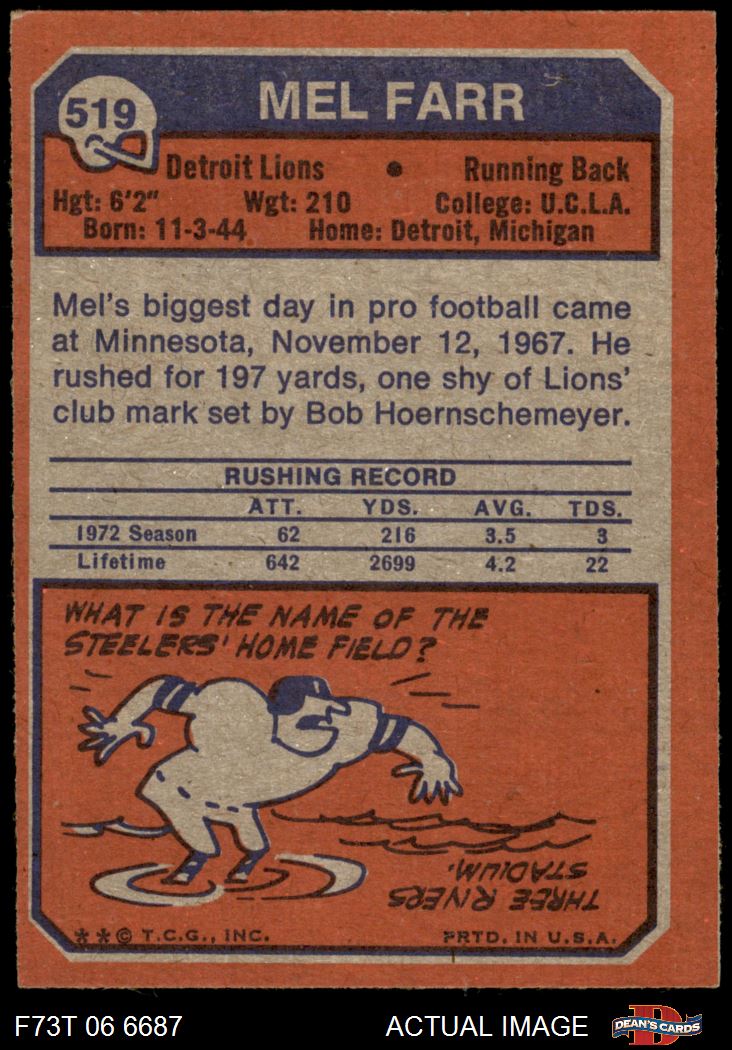 519
MEL FARR
Detroit Lions • Running Back
Hgt: 6'2" Wgt: 210 College: U.C.L.A.
Born: 11-3-44 Home: Detroit, Michigan
Mel's biggest day in pro football came
at Minnesota, November 12, 1967. He
rushed for 197 yards, one shy of Lions'
club mark set by Bob Hoernschemeyer.
RUSHING RECORD
ATT. YDS. AVG. TDS.
1972 Season 62 216 3.5 3
Lifetime 642 2699 4.2 22
WHAT IS THE NAME OF THE
STEELERS' HOME FIELD?
THREE RIVERS
STADIUM.
**© T.C.G., INC. PRTD. IN U.S.A.
F73T 06 6687 ACTUAL IMAGE D DEAN'S CARDS